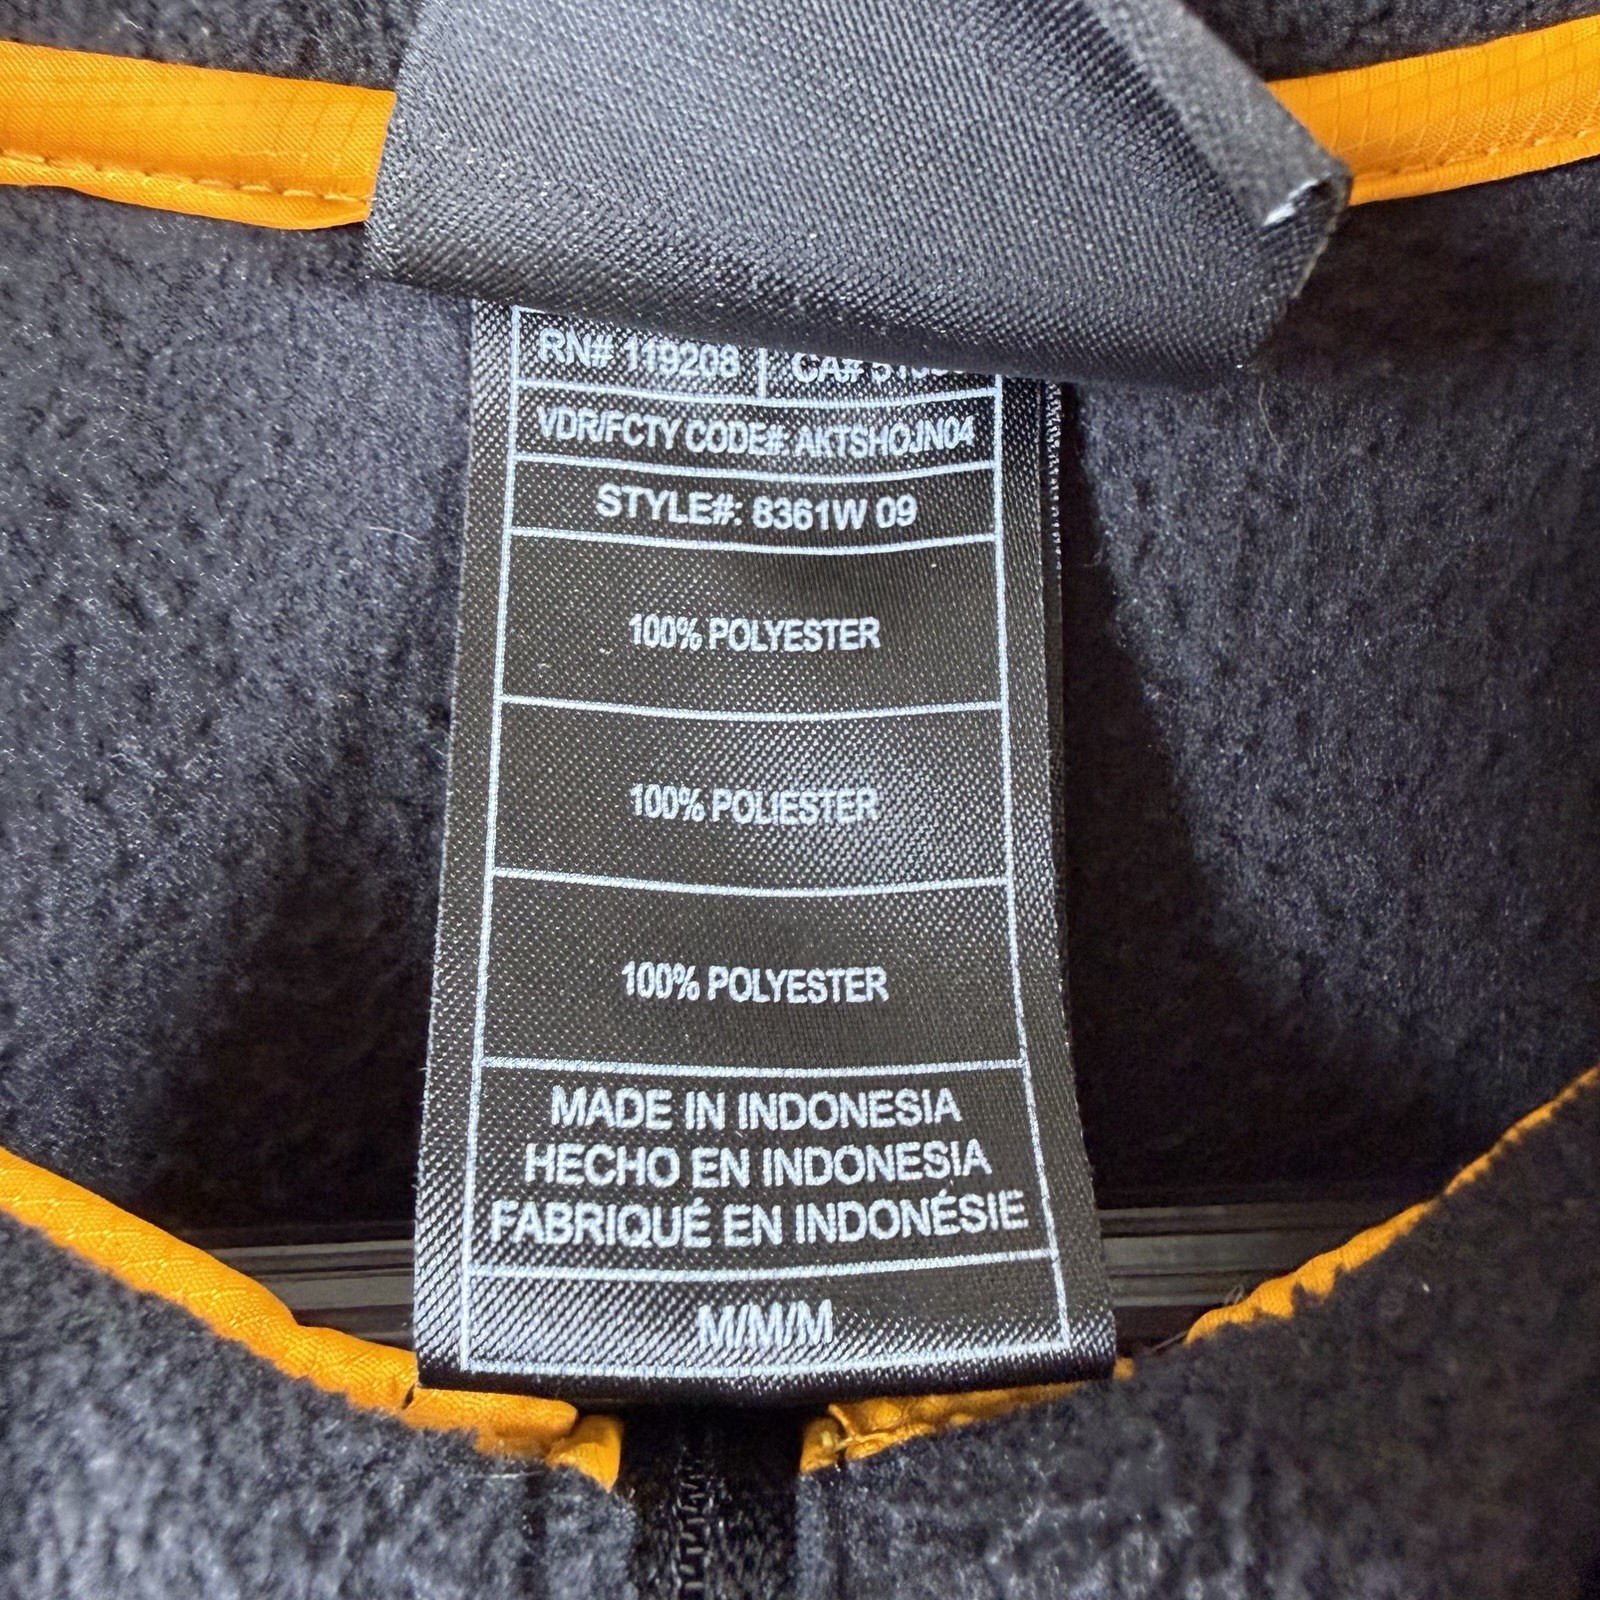 RN# 119208 | CA#
VDR/FCTY CODE#: AKTSHOJN04
STYLE#: 8361W 09
100% POLYESTER
100% POLIESTER
100% POLYESTER
MADE IN INDONESIA
HECHO EN INDONESIA
FABRIQUÉ EN INDONÉSIE
M/M/M